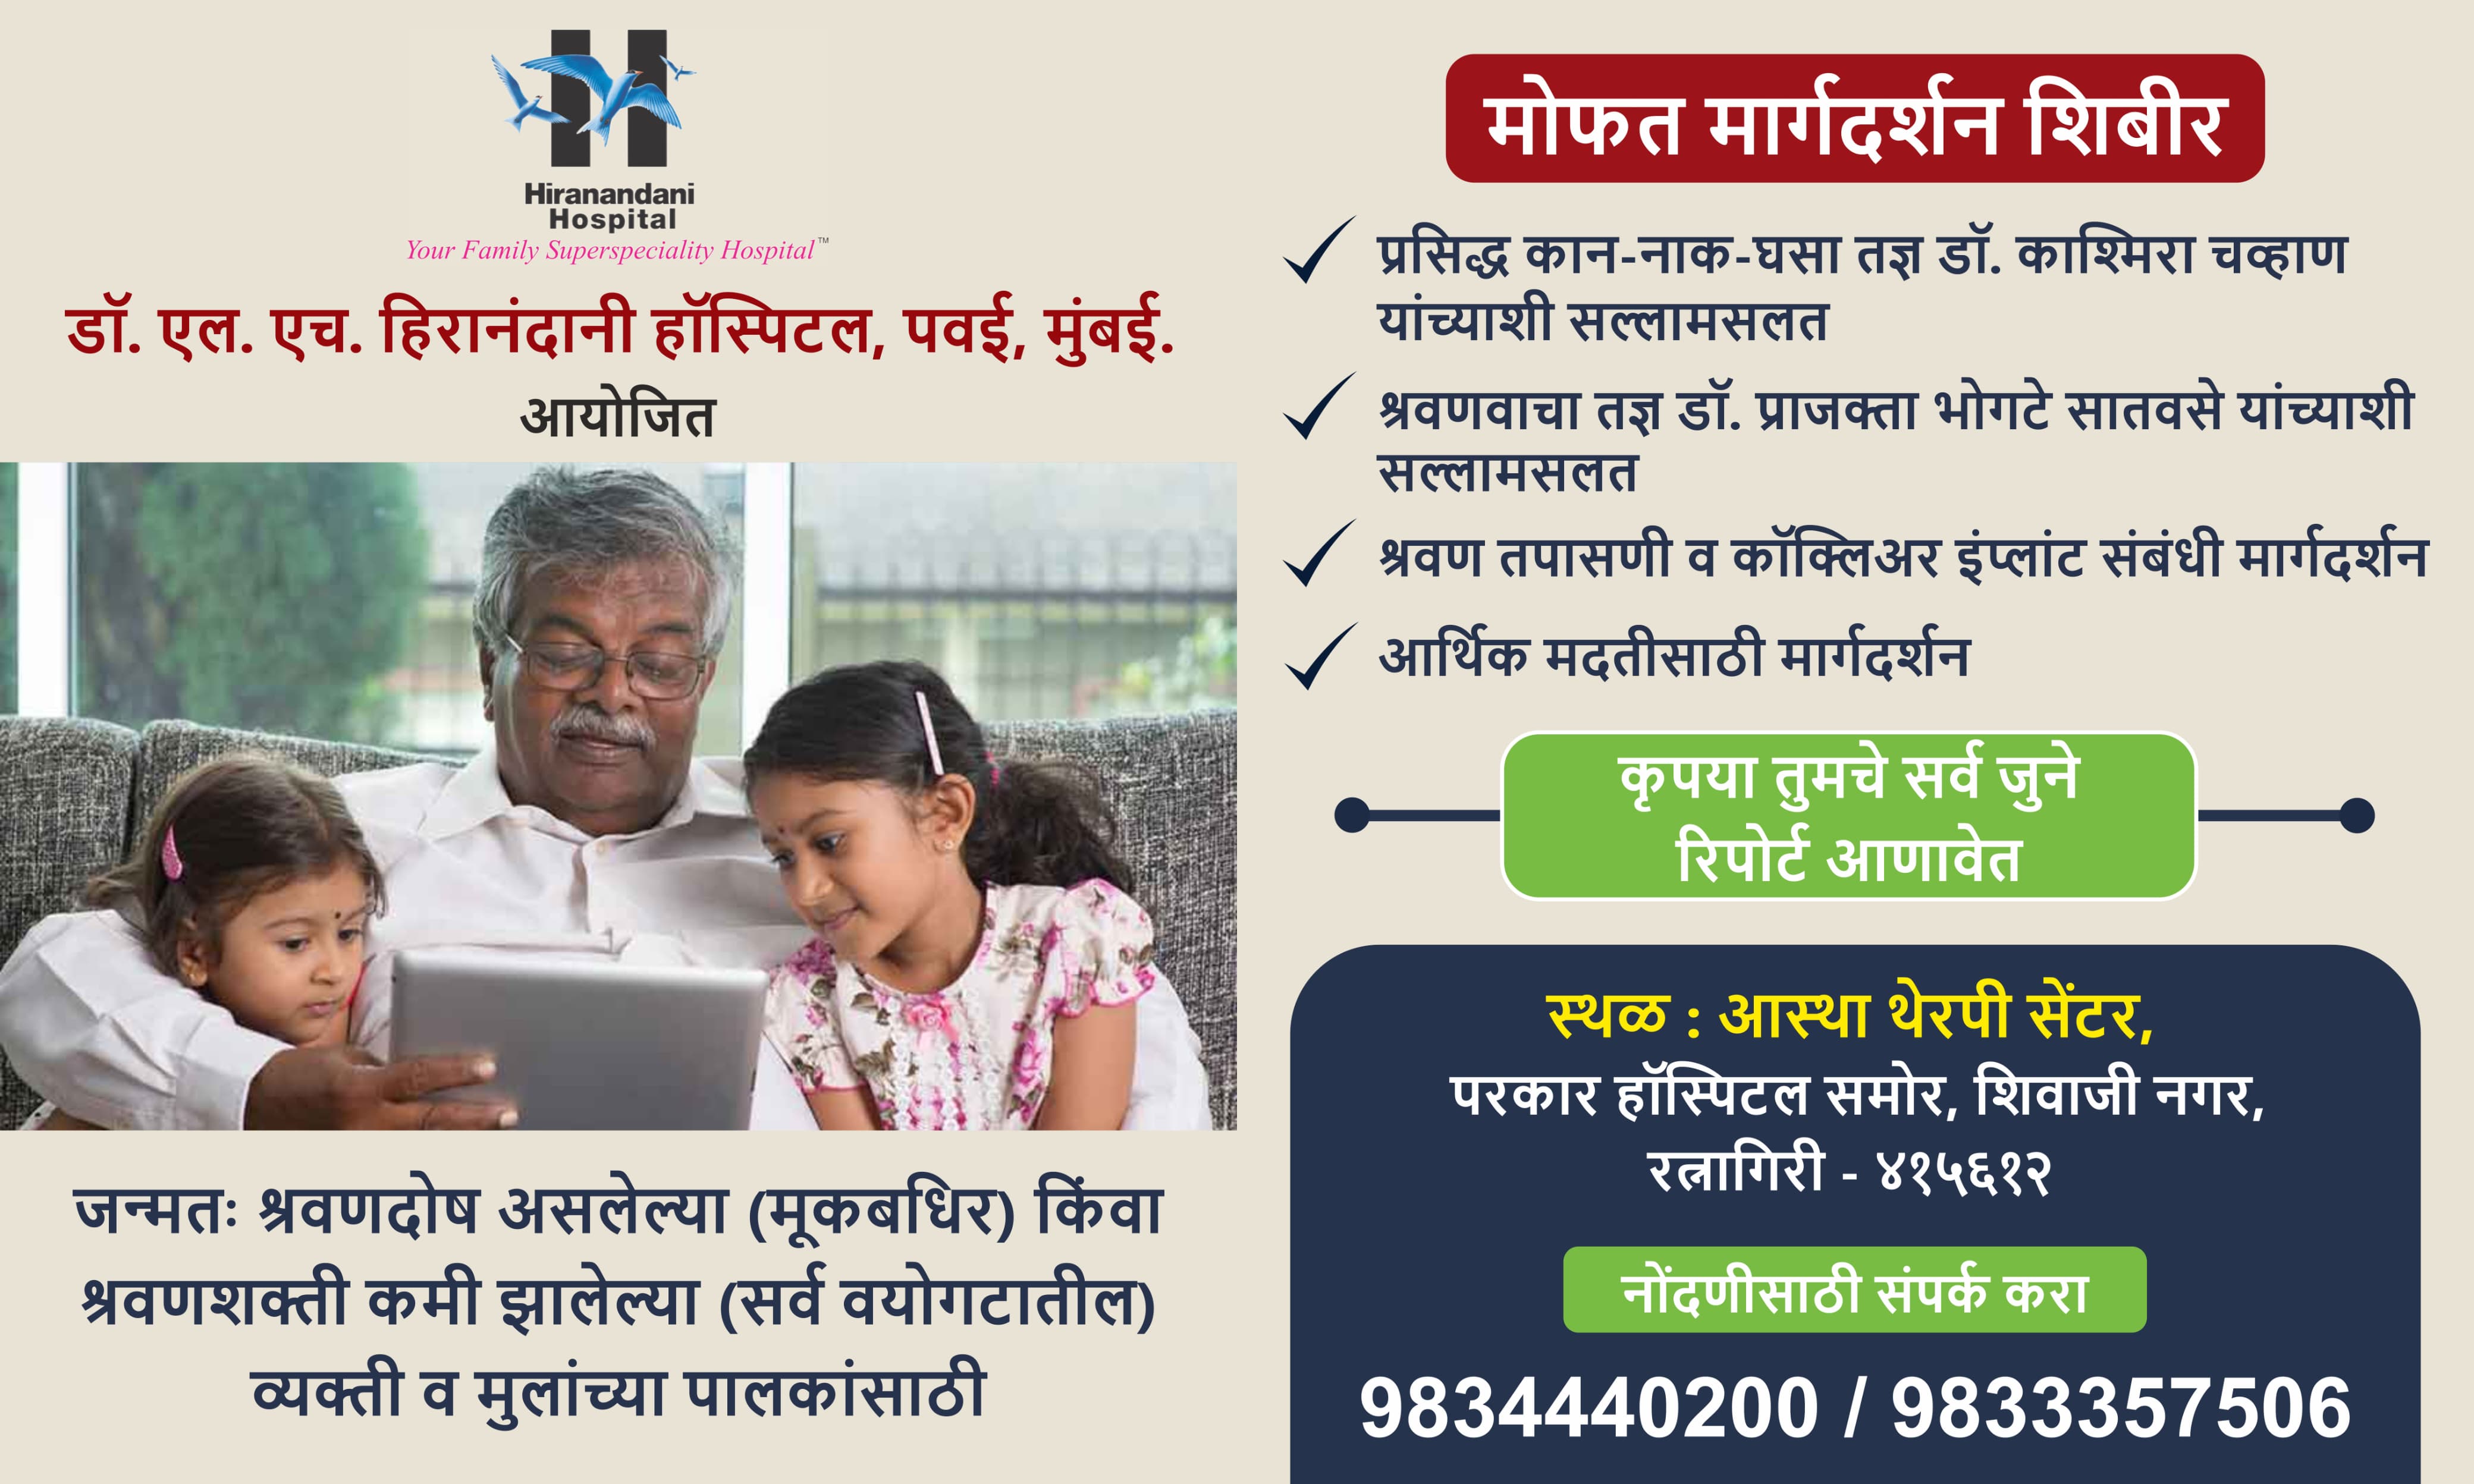 Hiranandani
Hospital
Your Family Superspeciality Hospital™
डॉ. एल. एच. हिरानंदानी हॉस्पिटल, पवई, मुंबई.
आयोजित
जन्मतः श्रवणदोष असलेल्या (मूकबधिर) किंवा
श्रवणशक्ती कमी झालेल्या (सर्व वयोगटातील)
व्यक्ती व मुलांच्या पालकांसाठी
मोफत मार्गदर्शन शिबीर
प्रसिद्ध कान-नाक-घसा तज्ञ डॉ. काश्मिरा चव्हाण
यांच्याशी सल्लामसलत
श्रवणवाचा तज्ञ डॉ. प्राजक्ता भोगटे सातवसे यांच्याशी
सल्लामसलत
श्रवण तपासणी व कॉक्लिअर इंप्लांट संबंधी मार्गदर्शन
आर्थिक मदतीसाठी मार्गदर्शन
कृपया तुमचे सर्व जुने
रिपोर्ट आणावेत
स्थळ : आस्था थेरपी सेंटर,
परकार हॉस्पिटल समोर, शिवाजी नगर,
रत्नागिरी - ४१५६१२
नोंदणीसाठी संपर्क करा
9834440200 / 9833357506